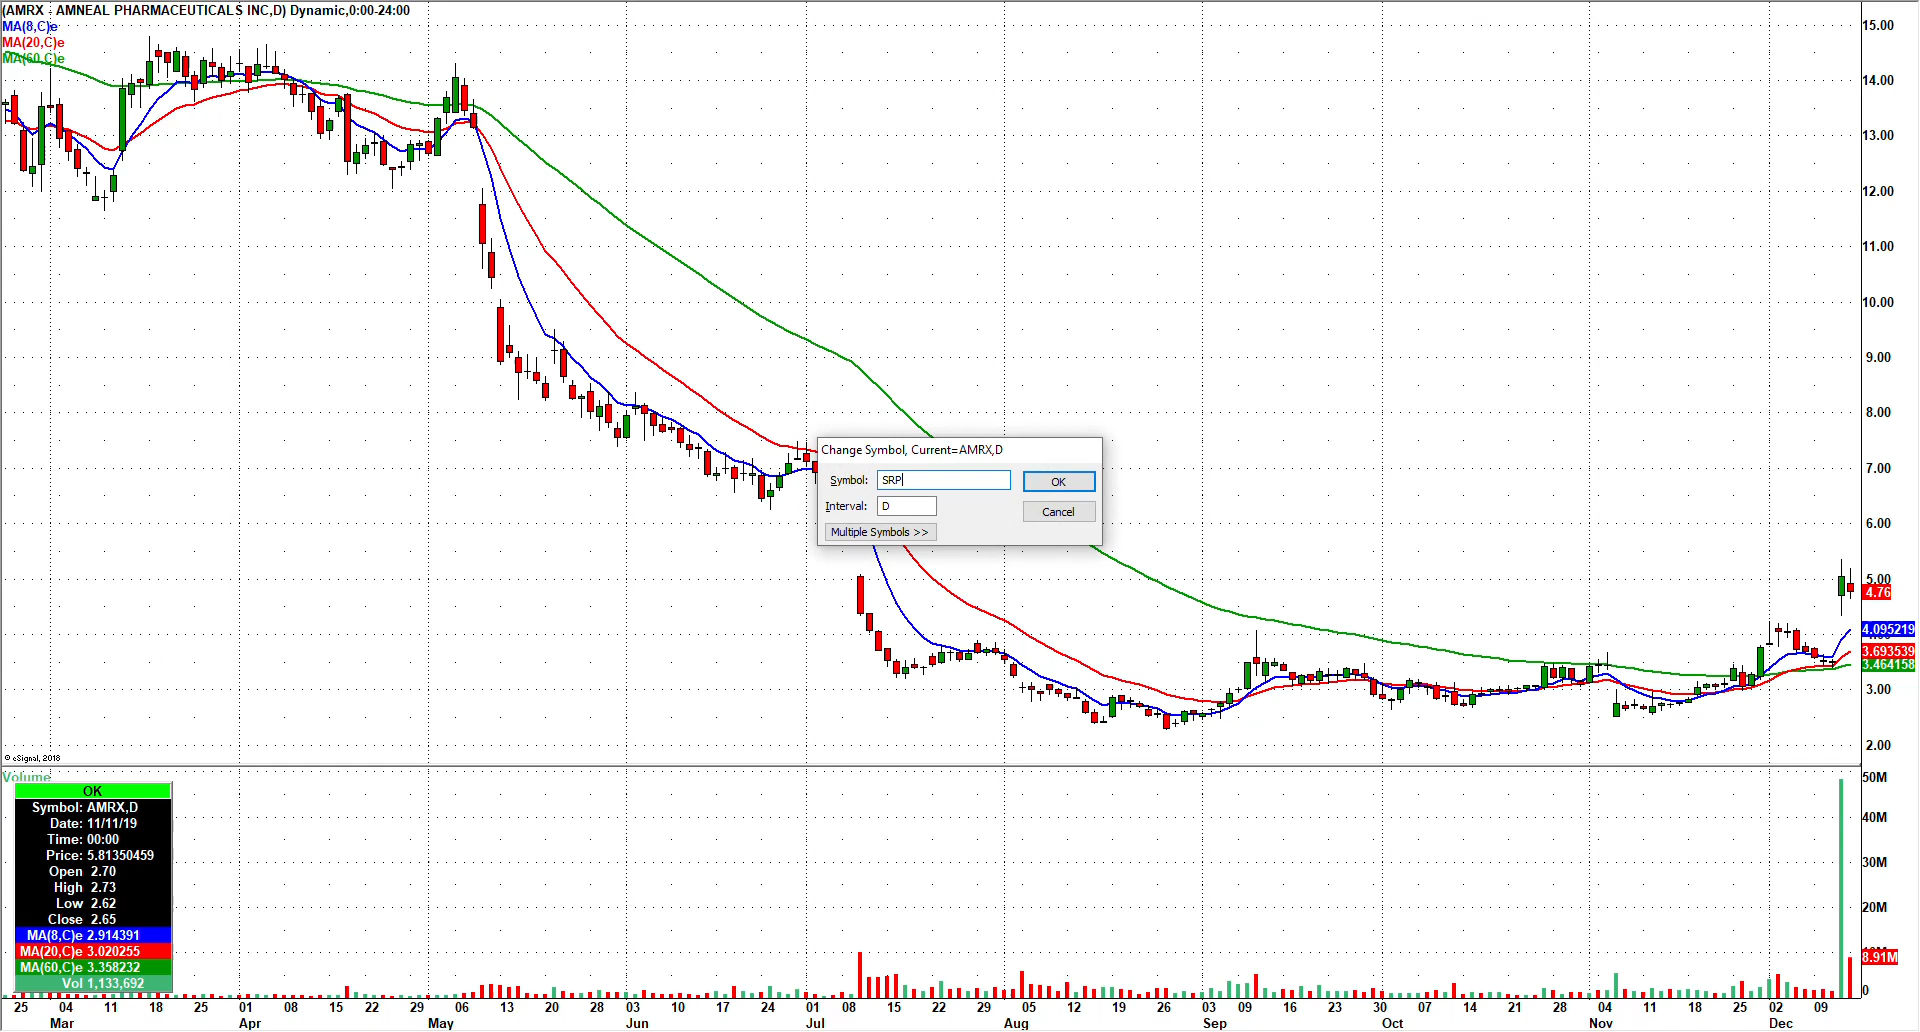 (AMRX - AMNEAL PHARMACEUTICALS INC,D) Dynamic,0:00-24:00
MA(8,C)e
MA(20,C)e
MA(60,C)e
15.00
14.00
13.00
12.00
11.00
10.00
9.00
8.00
7.00
6.00
5.00
4.76
4.095219
3.693539
3.464158
3.00
2.00
Change Symbol, Current=AMRX,D
Symbol: SRP OK
Interval: D Cancel
Multiple Symbols >>
© eSignal, 2018
Volume
50M
40M
30M
20M
8.91M
0
OK
Symbol: AMRX,D
Date: 11/11/19
Time: 00:00
Price: 5.81350459
Open 2.70
High 2.73
Low 2.62
Close 2.65
MA(8,C)e 2.914391
MA(20,C)e 3.020255
MA(60,C)e 3.358232
Vol 1,133,692
25 04 11 18 25 01 08 15 22 29 06 13 20 28 03 10 17 24 01 08 15 22 29 05 12 19 26 03 09 16 23 30 07 14 21 28 04 11 18 25 02 09
Mar Apr May Jun Jul Aug Sep Oct Nov Dec